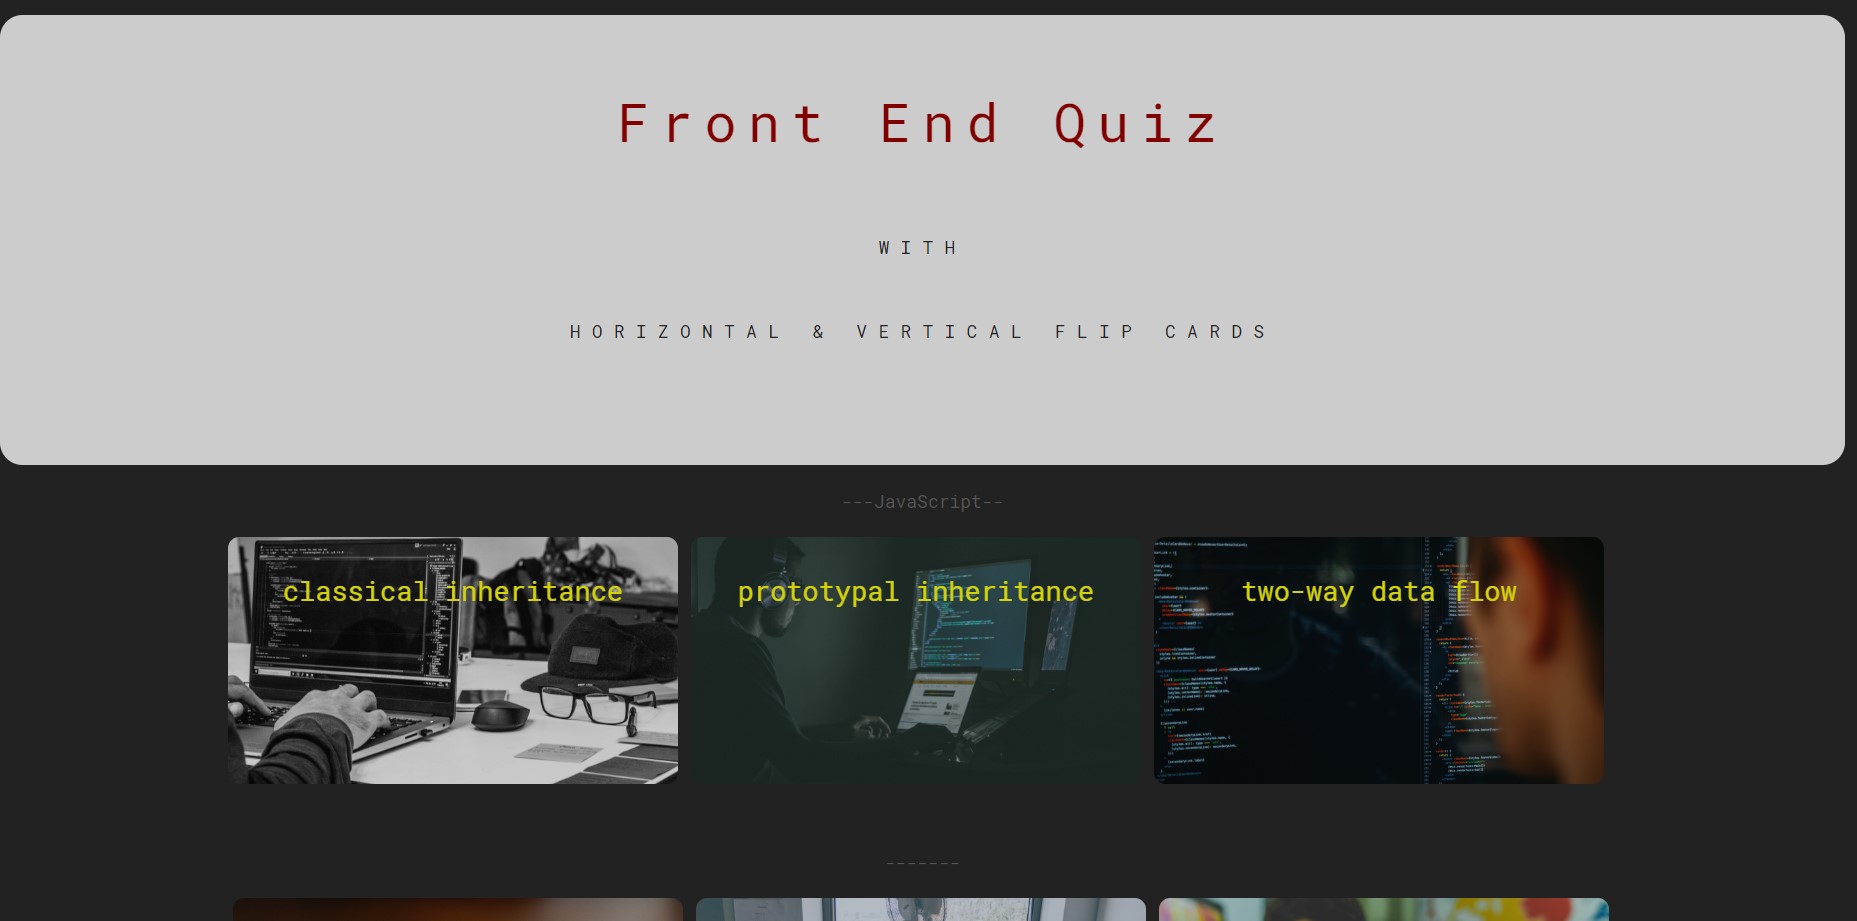 Front End Quiz
WITH
HORIZONTAL & VERTICAL FLIP CARDS
---JavaScript--
classical inheritance
prototypal inheritance
two-way data flow
-------